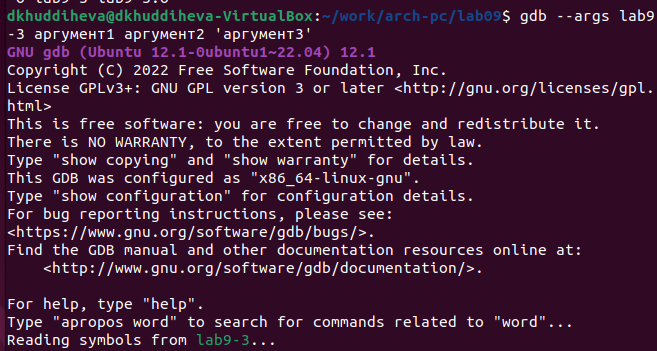 dkhuddiheva@dkhuddiheva-VirtualBox:~/work/arch-pc/lab09$ gdb --args lab9
-3 аргумент1 аргумент2 'аргумент3'
GNU gdb (Ubuntu 12.1-0ubuntu1~22.04) 12.1
Copyright (C) 2022 Free Software Foundation, Inc.
License GPLv3+: GNU GPL version 3 or later <http://gnu.org/licenses/gpl.
html>
This is free software: you are free to change and redistribute it.
There is NO WARRANTY, to the extent permitted by law.
Type "show copying" and "show warranty" for details.
This GDB was configured as "x86_64-linux-gnu".
Type "show configuration" for configuration details.
For bug reporting instructions, please see:
<https://www.gnu.org/software/gdb/bugs/>.
Find the GDB manual and other documentation resources online at:
<http://www.gnu.org/software/gdb/documentation/>.
For help, type "help".
Type "apropos word" to search for commands related to "word"...
Reading symbols from lab9-3...